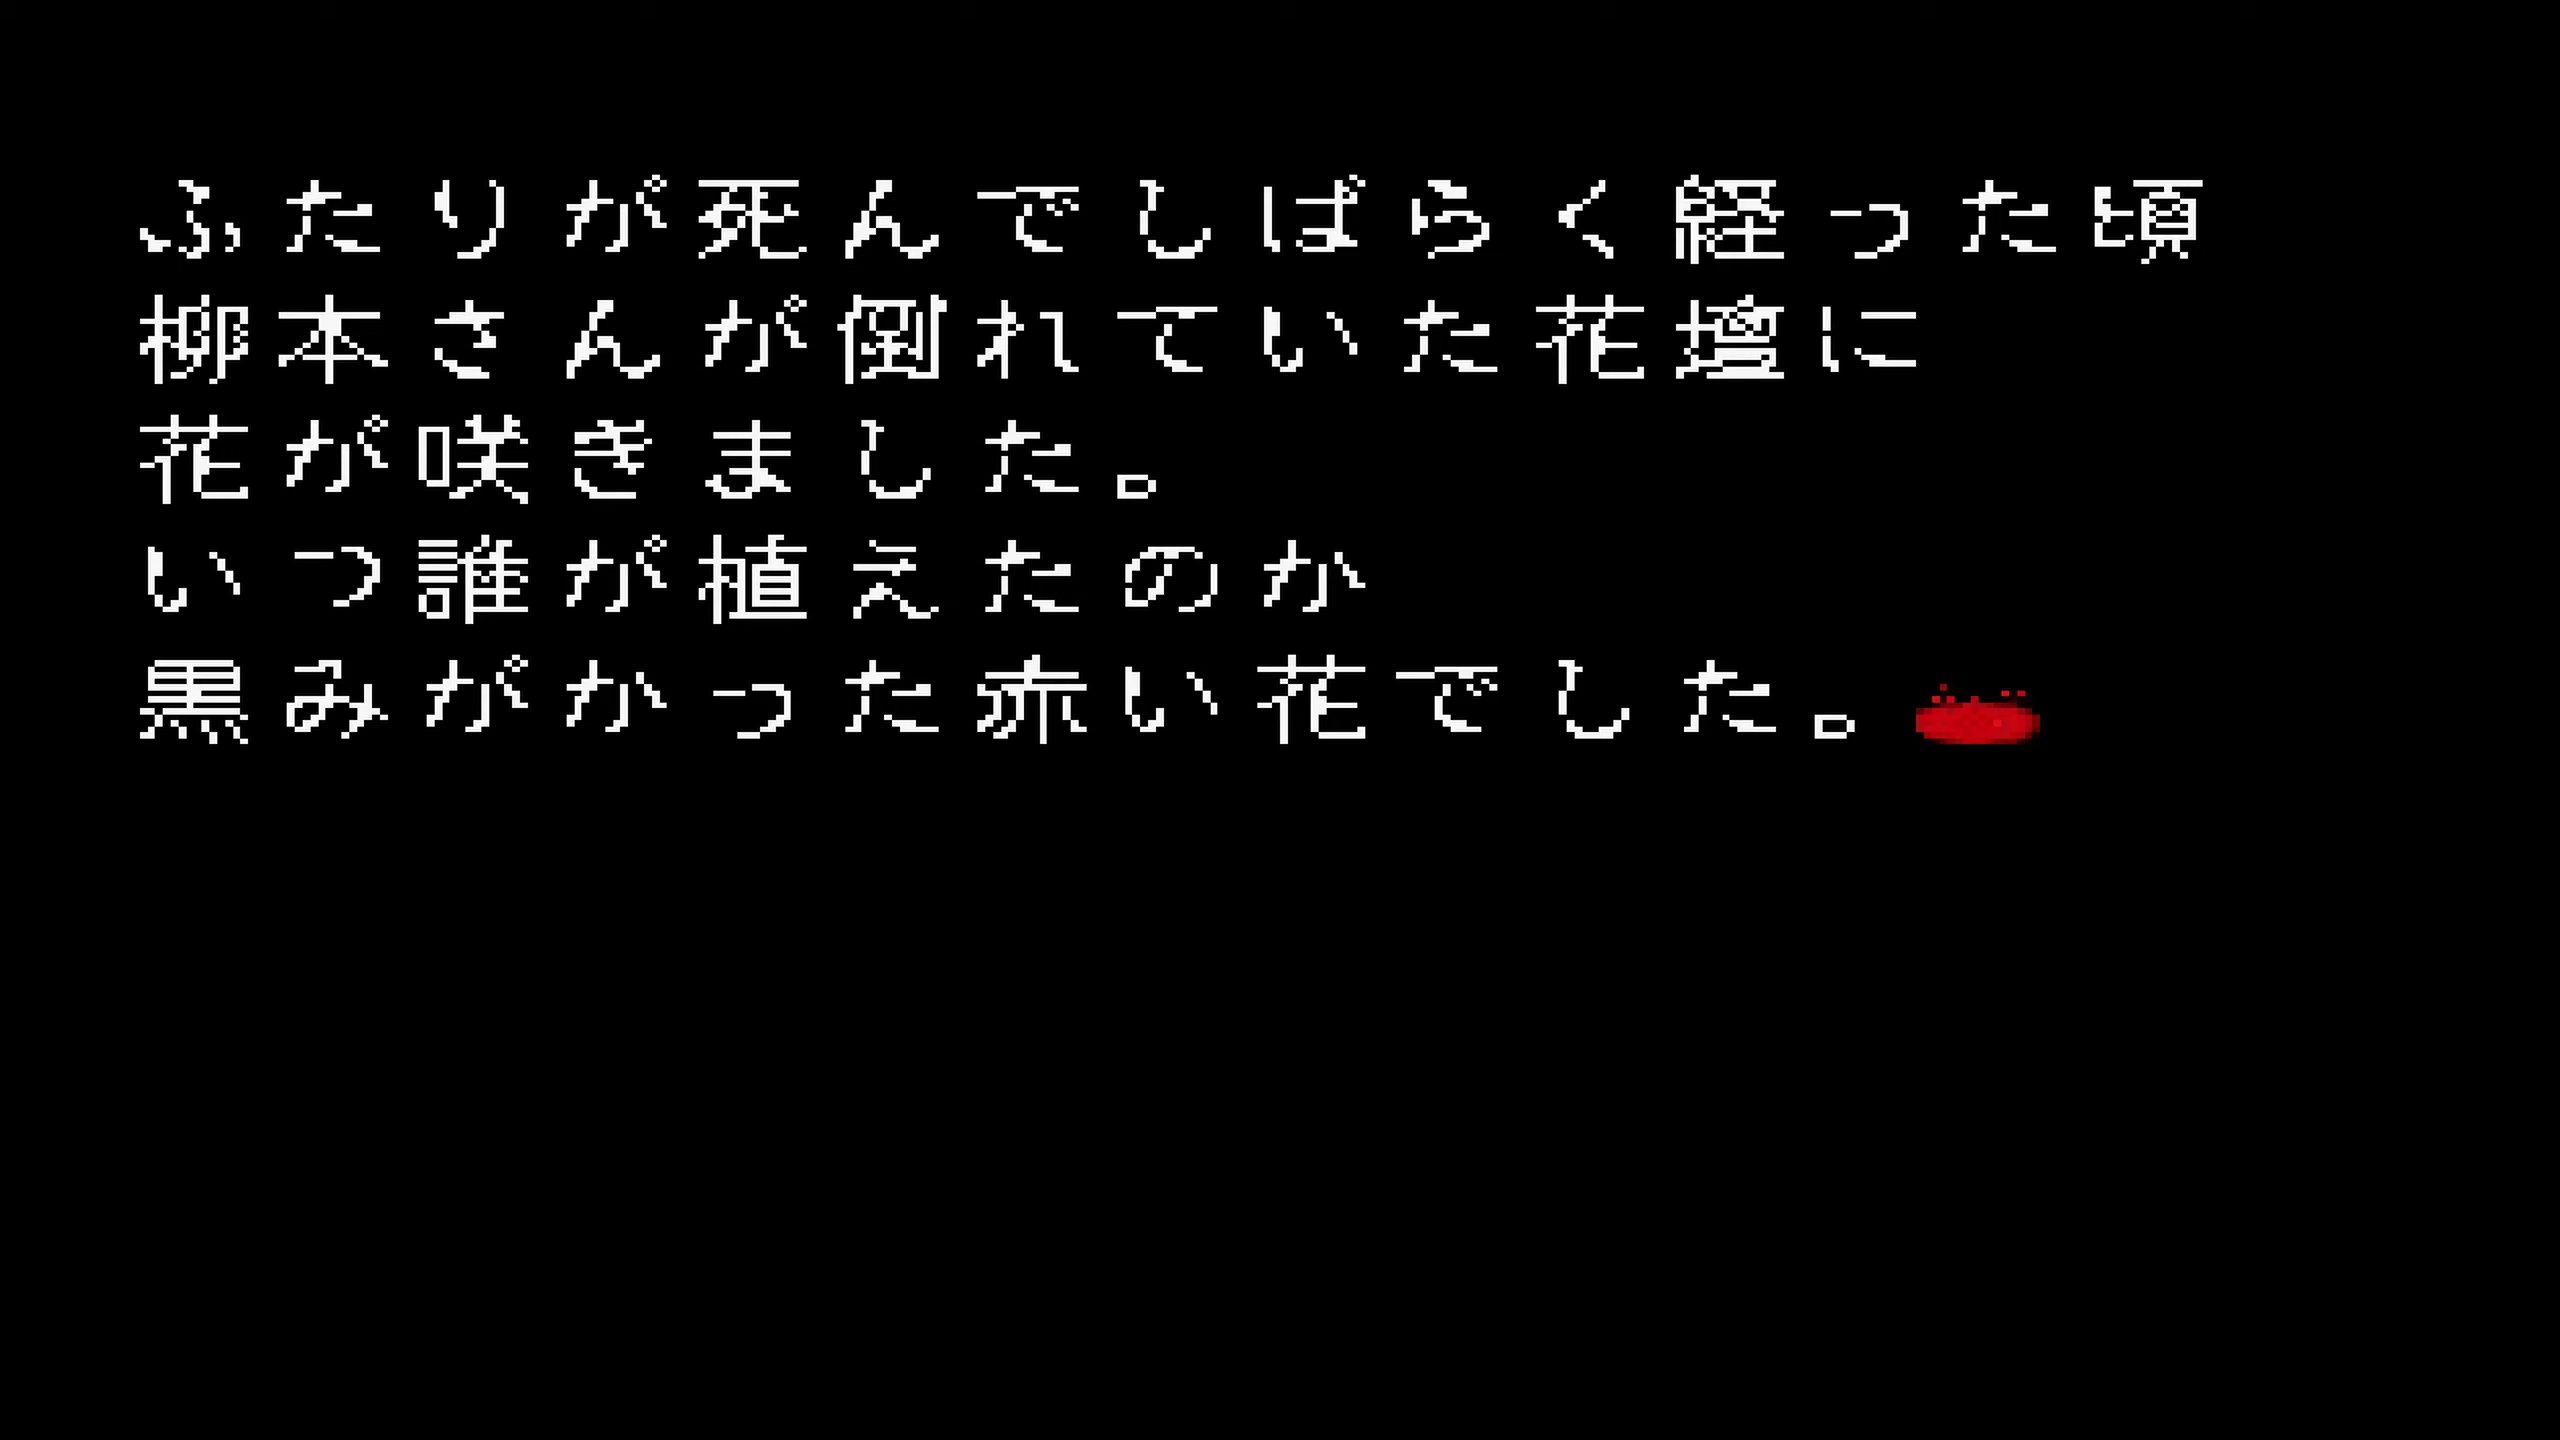 ふたりが死んでしばらく経った頃
柳本さんが倒れていた花壇に
花が咲きました。
いつ誰が植えたのか
黒みがかった赤い花でした。